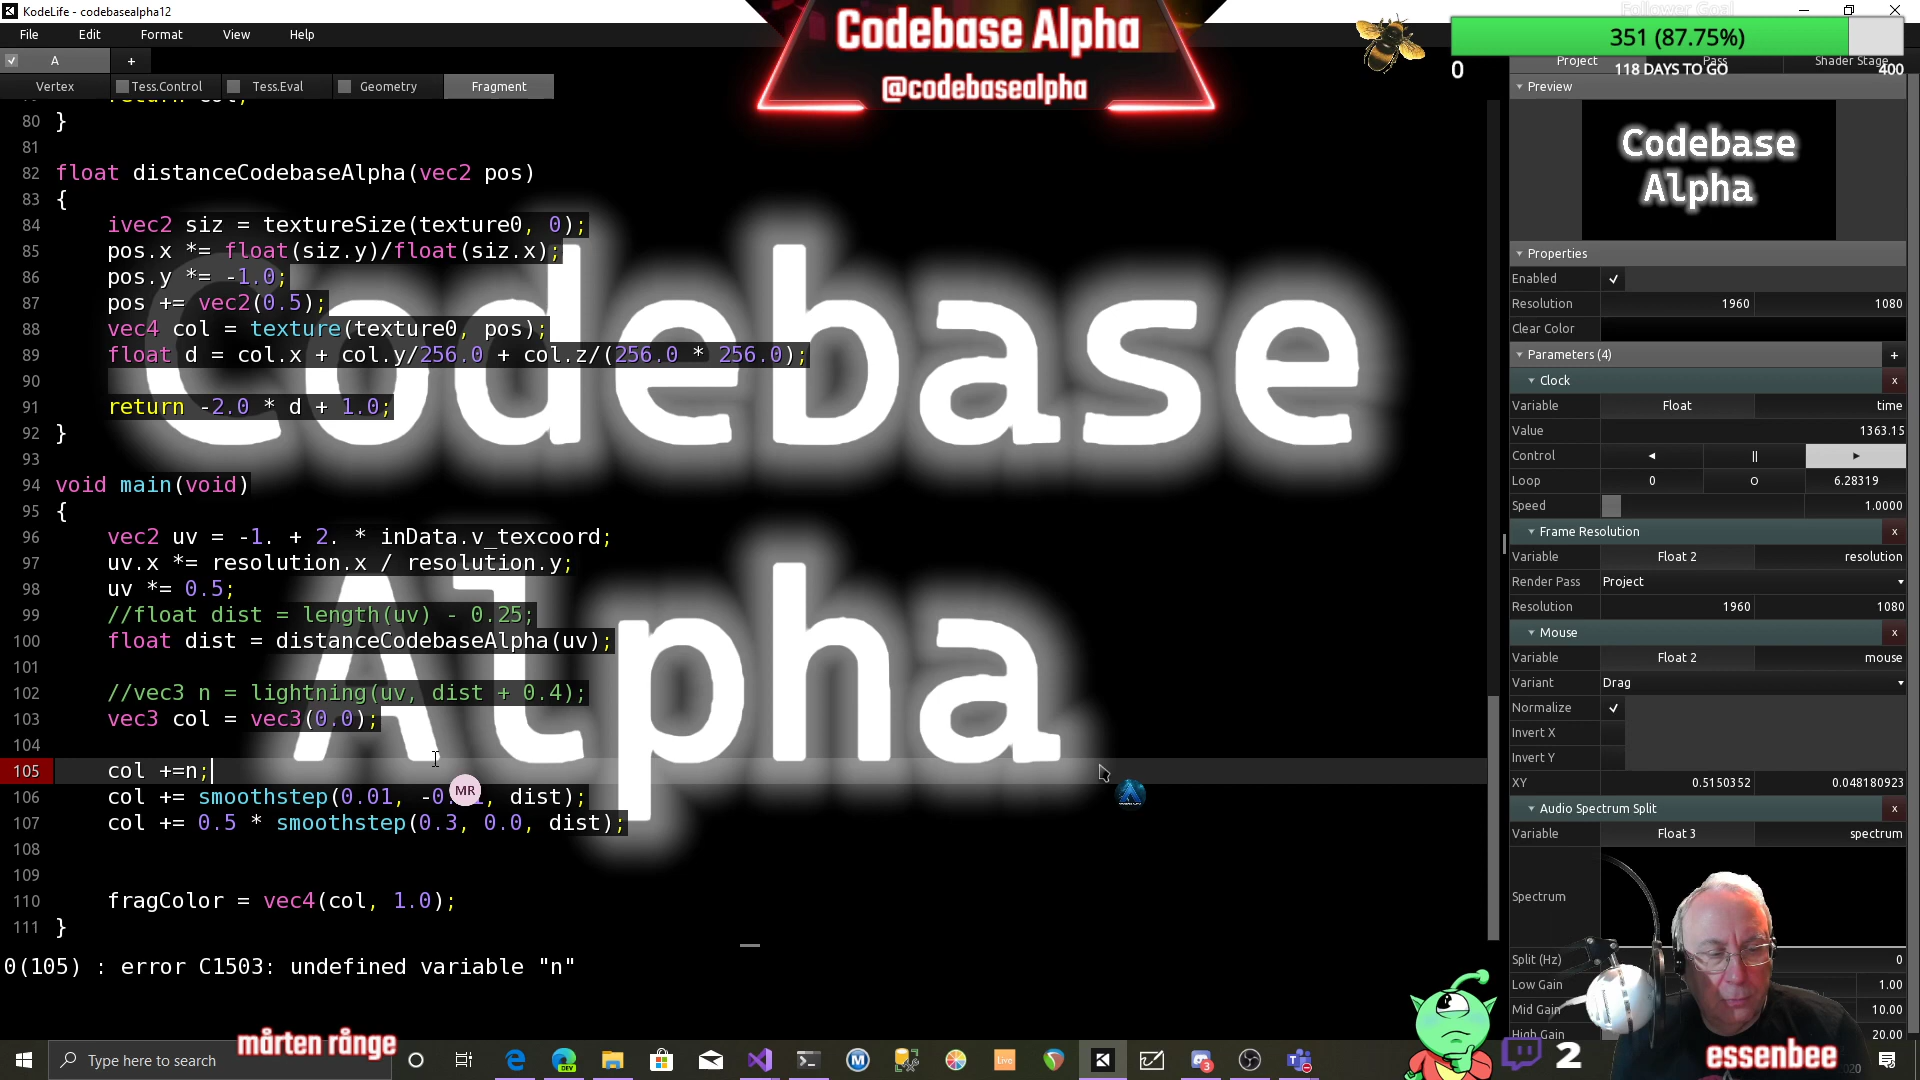 KodeLife - codebasealpha12
File Edit Format View Help
A +
Vertex Tess.Control Tess.Eval Geometry Fragment
Codebase Alpha
@codebasealpha
Follower Goal
351 (87.75%)
0 118 DAYS TO GO 400
Project Pass Shader Stage
return col;
80 }
81
82 float distanceCodebaseAlpha(vec2 pos)
83 {
84 ivec2 siz = textureSize(texture0, 0);
85 pos.x *= float(siz.y)/float(siz.x);
86 pos.y *= -1.0;
87 pos += vec2(0.5);
88 vec4 col = texture(texture0, pos);
89 float d = col.x + col.y/256.0 + col.z/(256.0 * 256.0);
90
91 return -2.0 * d + 1.0;
92 }
93
94 void main(void)
95 {
96 vec2 uv = -1. + 2. * inData.v_texcoord;
97 uv.x *= resolution.x / resolution.y;
98 uv *= 0.5;
99 //float dist = length(uv) - 0.25;
100 float dist = distanceCodebaseAlpha(uv);
101
102 //vec3 n = lightning(uv, dist + 0.4);
103 vec3 col = vec3(0.0);
104
105 col +=n;
106 col += smoothstep(0.01, -0. , dist);
107 col += 0.5 * smoothstep(0.3, 0.0, dist);
108
109
110 fragColor = vec4(col, 1.0);
111 }
0(105) : error C1503: undefined variable "n"
Codebase
Alpha
MR
Preview
Codebase
Alpha
Properties
Enabled
Resolution 1960 1080
Clear Color
Parameters (4) +
Clock x
Variable Float time
Value 1363.15
Control
Loop 0 O 6.28319
Speed 1.0000
Frame Resolution x
Variable Float 2 resolution
Render Pass Project
Resolution 1960 1080
Mouse x
Variable Float 2 mouse
Variant Drag
Normalize
Invert X
Invert Y
XY 0.5150352 0.048180923
Audio Spectrum Split x
Variable Float 3 spectrum
Spectrum
Split (Hz) 0
Low Gain 1.00
Mid Gain 10.00
High Gain 20.00
Type here to search
mårten rånge
DEV
Live
3
2
essenbee